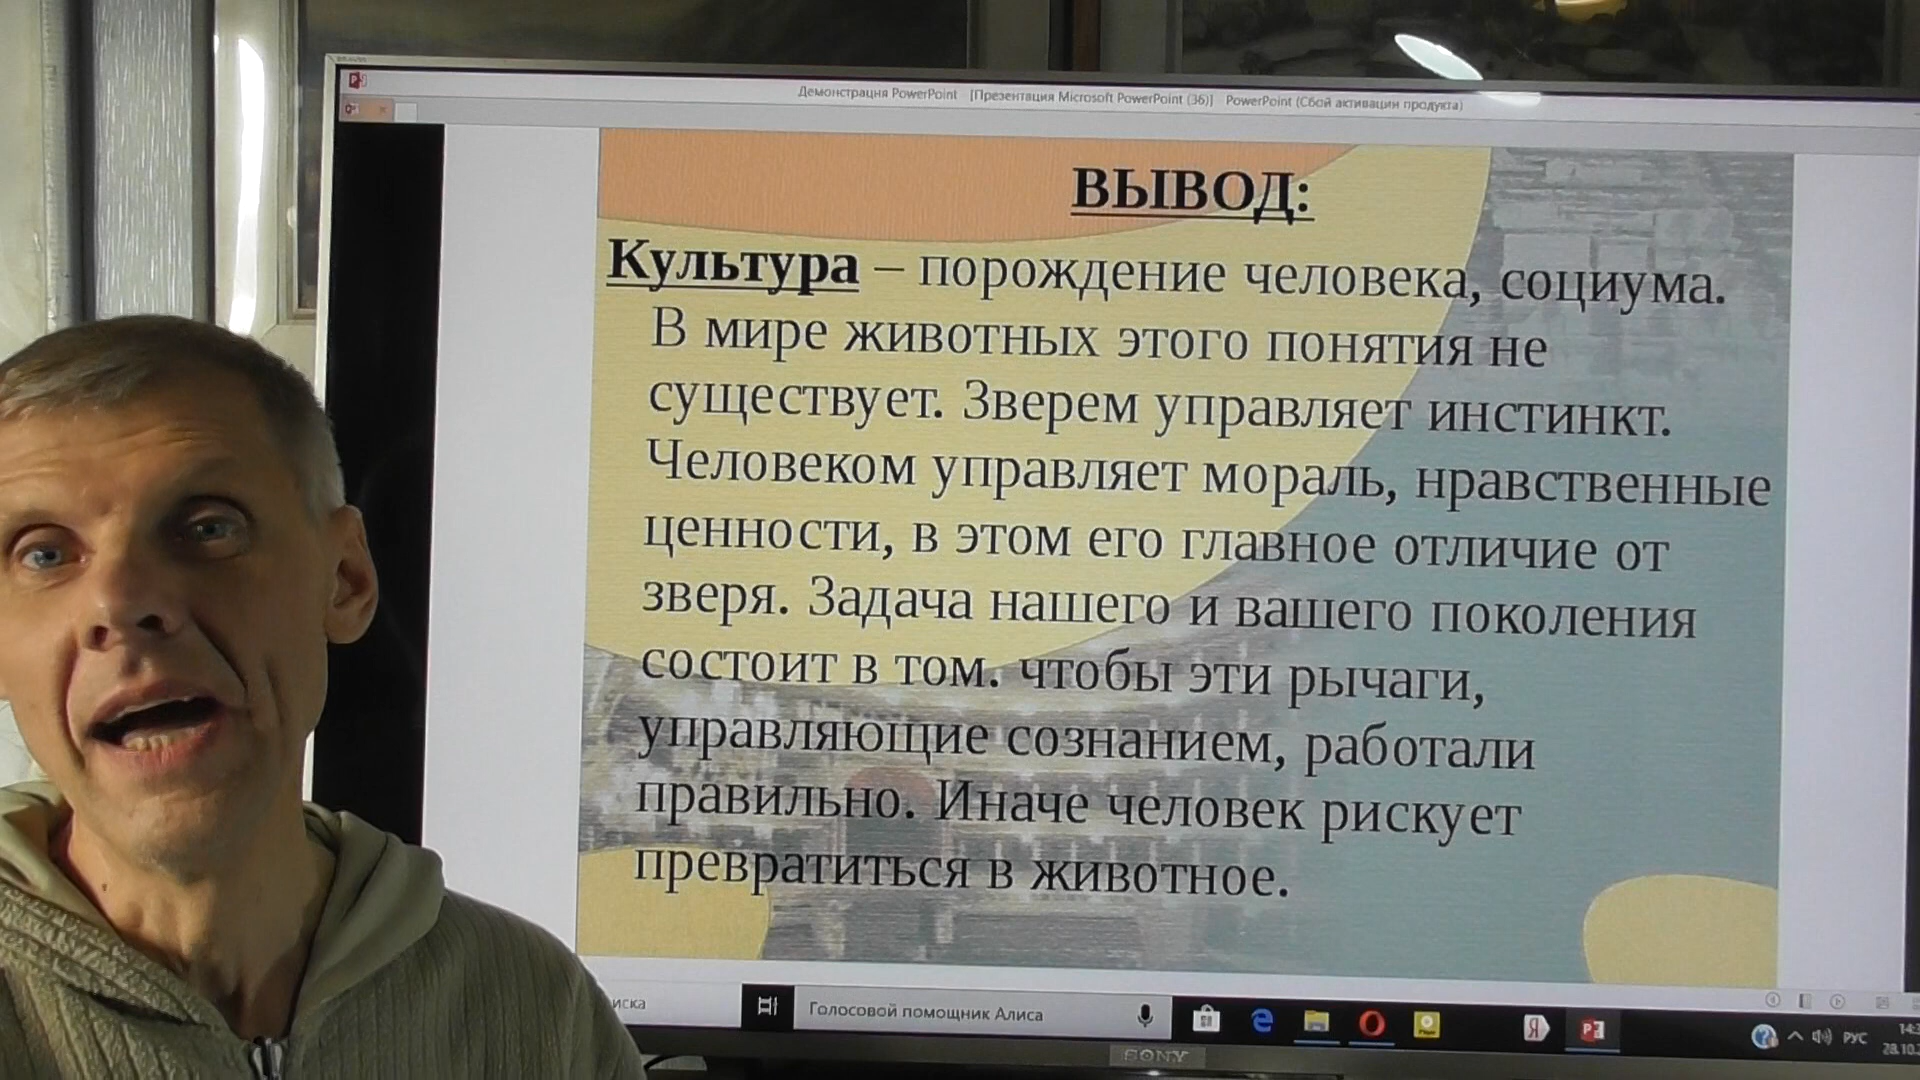 Демонстрация PowerPoint - [Презентация Microsoft PowerPoint (36)] - PowerPoint (Сбой активации продукта)
ВЫВОД:
Культура – порождение человека, социума.
В мире животных этого понятия не
существует. Зверем управляет инстинкт.
Человеком управляет мораль, нравственные
ценности, в этом его главное отличие от
зверя. Задача нашего и вашего поколения
состоит в том. чтобы эти рычаги,
управляющие сознанием, работали
правильно. Иначе человек рискует
превратиться в животное.
Голосовой помощник Алиса
РУС
28.10
SONY